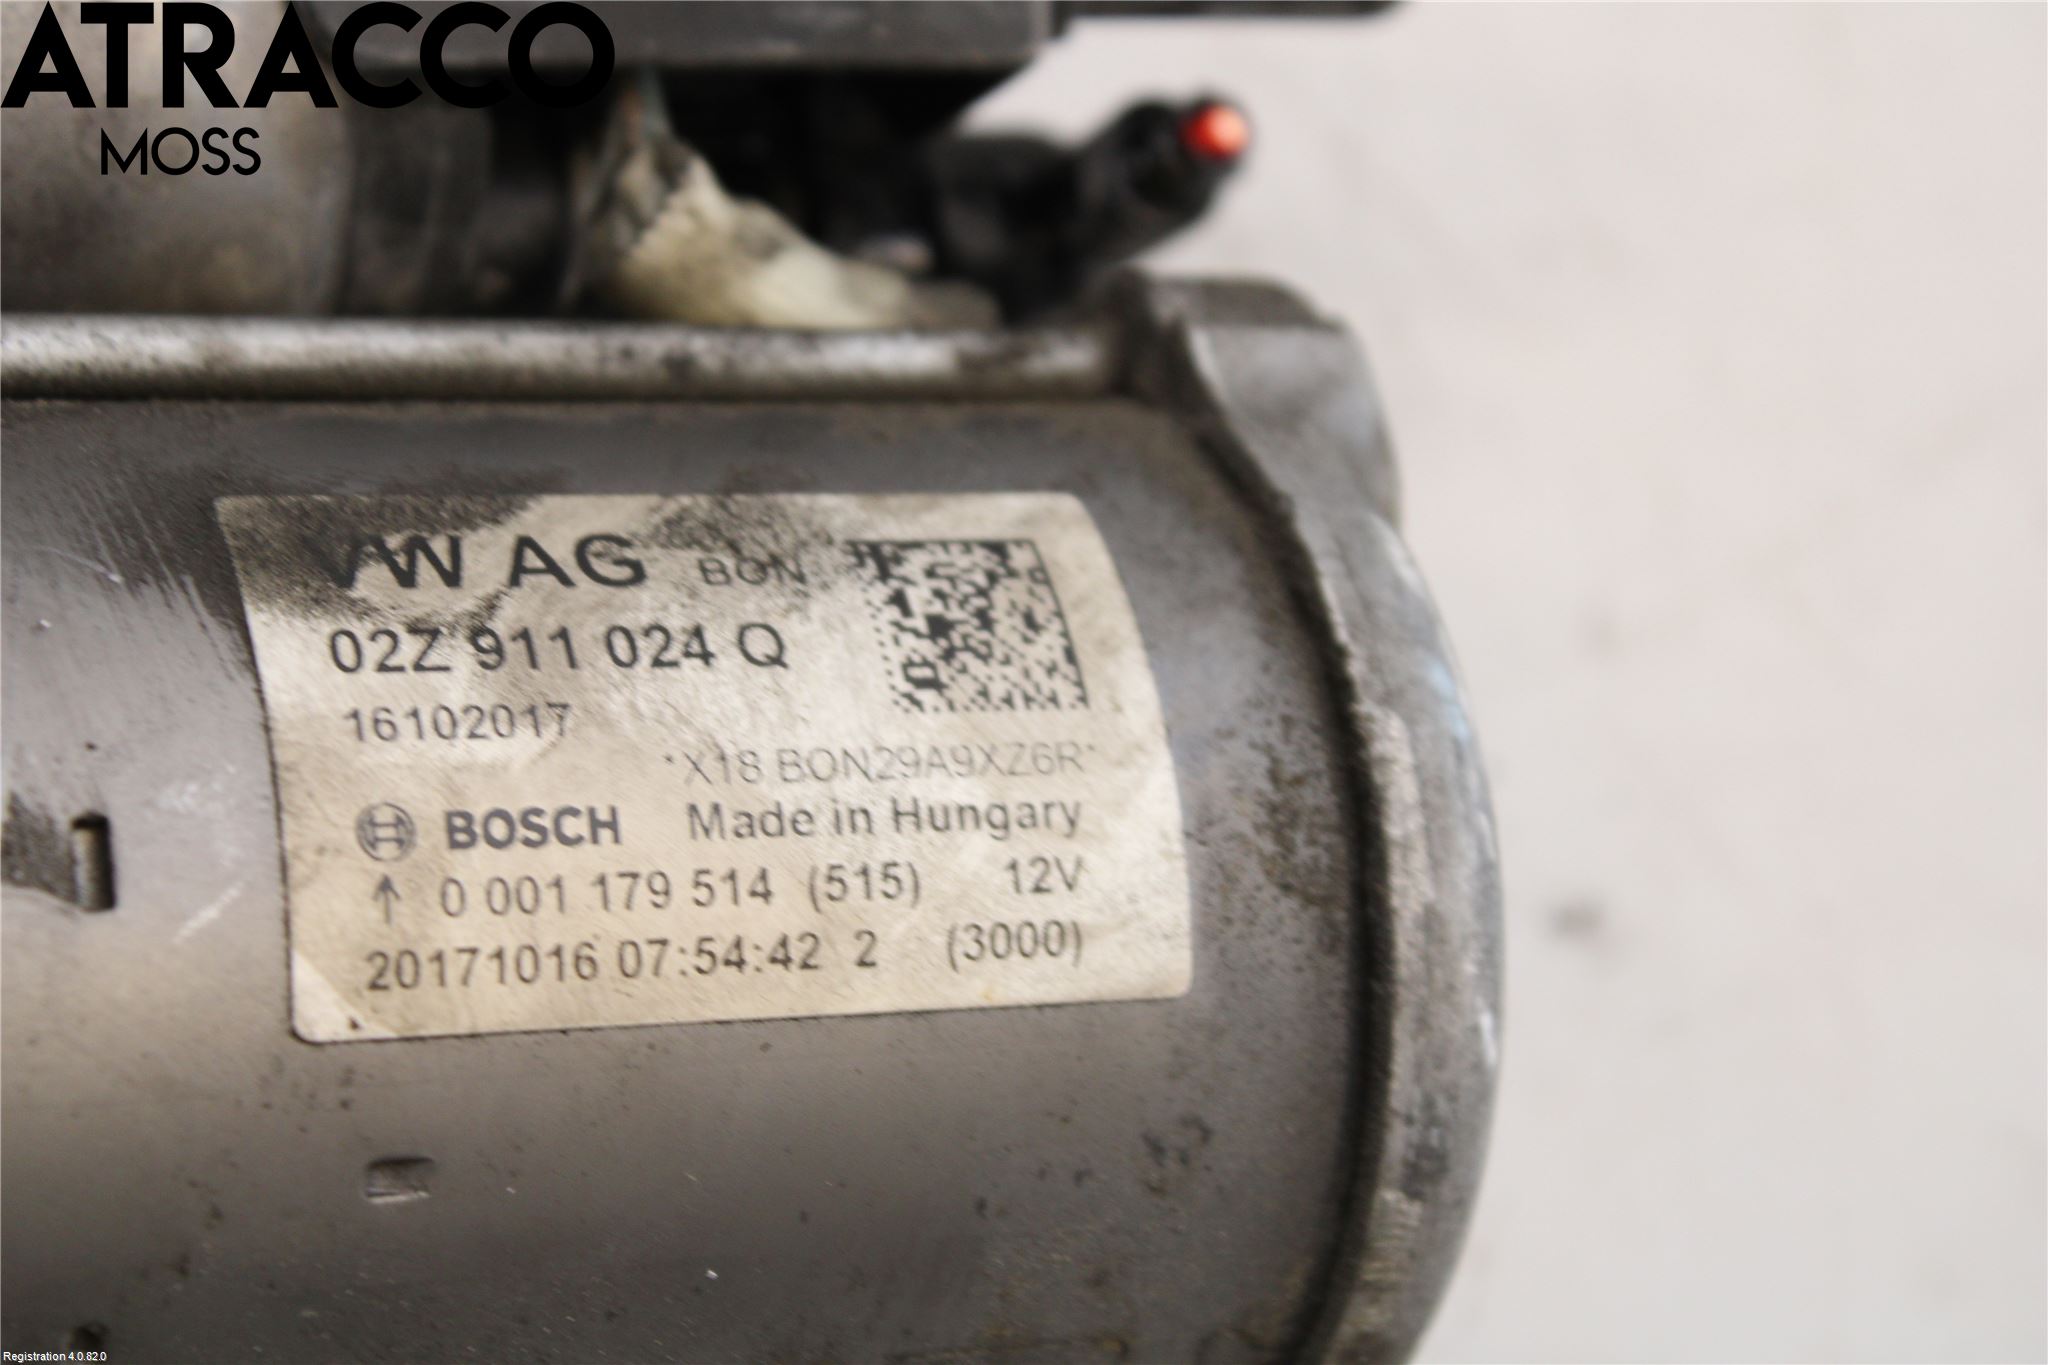 ATRACCO
MOSS
VW AG BON
02Z 911 024 Q
16102017
*X18 BON29A9XZ6R*
BOSCH Made in Hungary
↑ 0 001 179 514 (515) 12V
20171016 07:54:42 2 (3000)
Registration 4.0.82.0